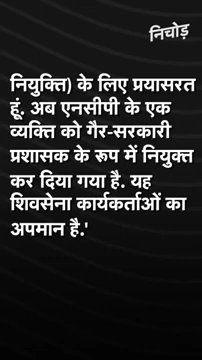 निचोड़
नियुक्ति) के लिए प्रयासरत
हूं. अब एनसीपी के एक
व्यक्ति को गैर-सरकारी
प्रशासक के रूप में नियुक्त
कर दिया गया है. यह
शिवसेना कार्यकर्ताओं का
अपमान है.'